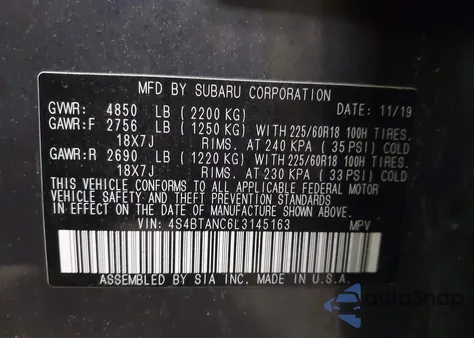 MFD BY SUBARU CORPORATION
GVWR: 4850 LB (2200 KG) DATE: 11/19
GAWR:F 2756 LB (1250 KG) WITH 225/60R18 100H TIRES.
18X7J RIMS. AT 240 KPA (35 PSI) COLD
GAWR:R 2690 LB (1220 KG) WITH 225/60R18 100H TIRES.
18X7J RIMS. AT 230 KPA (33 PSI) COLD
THIS VEHICLE CONFORMS TO ALL APPLICABLE FEDERAL MOTOR
VEHICLE SAFETY AND THEFT PREVENTION STANDARDS
IN EFFECT ON THE DATE OF MANUFACTURE SHOWN ABOVE.
VIN: 4S4BTANC6L3145163 MPV
ASSEMBLED BY SIA INC. MADE IN U.S.A.
AutoSnap